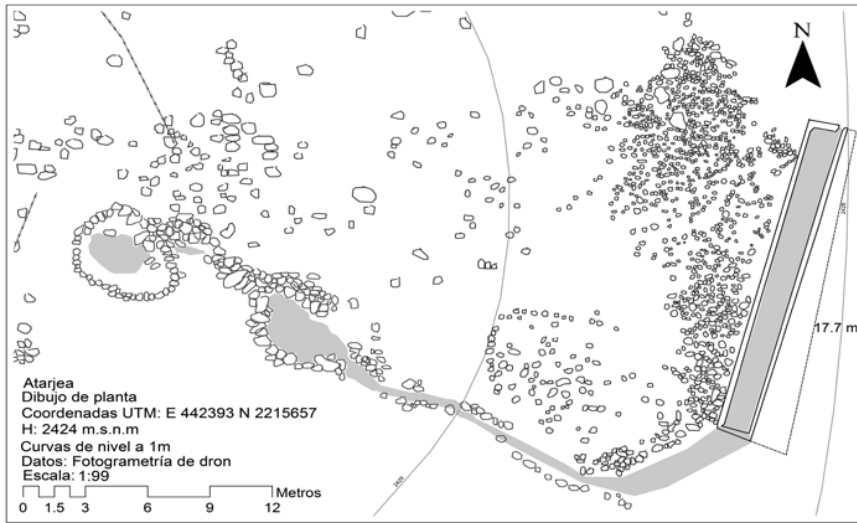 N
2428
17.7 m
Atarjea
Dibujo de planta
Coordenadas UTM: E 442393 N 2215657
H: 2424 m.s.n.m
Curvas de nivel a 1m
Datos: Fotogrametría de dron
Escala: 1:99
Metros
0 1.5 3 6 9 12